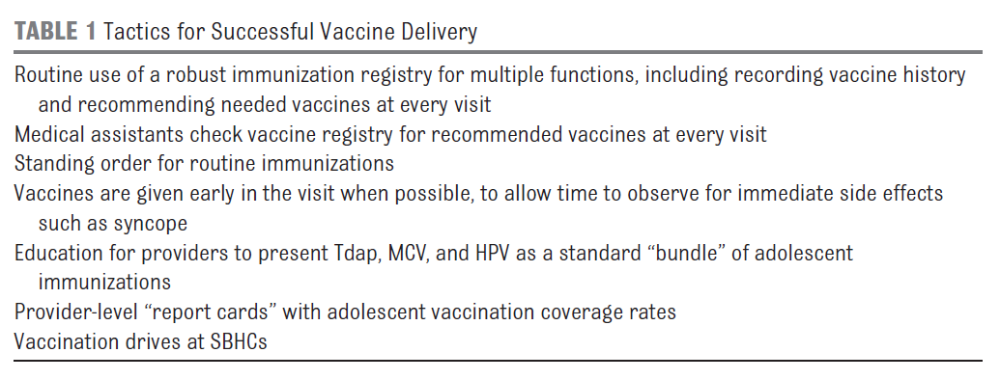 TABLE 1 Tactics for Successful Vaccine Delivery
Routine use of a robust immunization registry for multiple functions, including recording vaccine history
and recommending needed vaccines at every visit
Medical assistants check vaccine registry for recommended vaccines at every visit
Standing order for routine immunizations
Vaccines are given early in the visit when possible, to allow time to observe for immediate side effects
such as syncope
Education for providers to present Tdap, MCV, and HPV as a standard “bundle” of adolescent
immunizations
Provider-level “report cards” with adolescent vaccination coverage rates
Vaccination drives at SBHCs